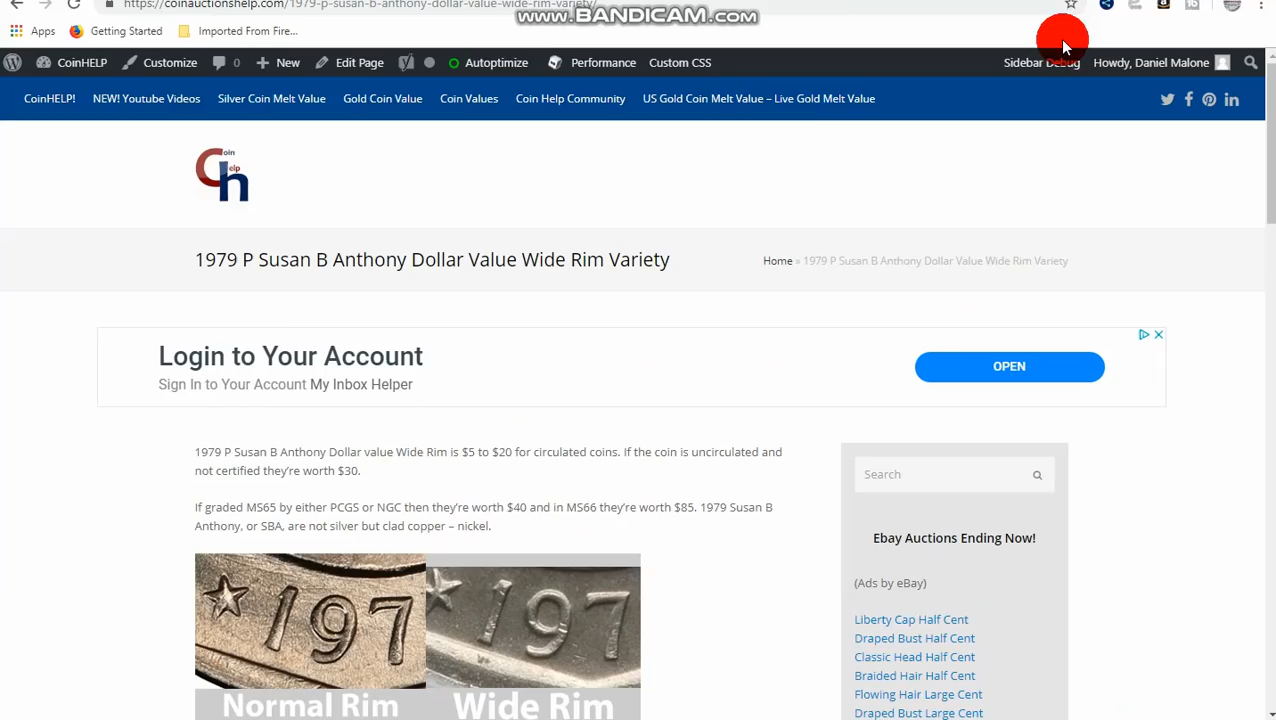 https://coinauctionshelp.com/1979-p-susan-b-anthony-dollar-value-wide-rim-variety/
www.BANDICAM.com
Apps Getting Started Imported From Fire...
CoinHELP Customize 0 New Edit Page Autoptimize Performance Custom CSS Sidebar Debug Howdy, Daniel Malone
CoinHELP! NEW! Youtube Videos Silver Coin Melt Value Gold Coin Value Coin Values Coin Help Community US Gold Coin Melt Value – Live Gold Melt Value
Coin
Help
Ch
1979 P Susan B Anthony Dollar Value Wide Rim Variety
Home » 1979 P Susan B Anthony Dollar Value Wide Rim Variety
Login to Your Account
Sign In to Your Account My Inbox Helper
OPEN
1979 P Susan B Anthony Dollar value Wide Rim is $5 to $20 for circulated coins. If the coin is uncirculated and
not certified they're worth $30.
If graded MS65 by either PCGS or NGC then they're worth $40 and in MS66 they're worth $85. 1979 Susan B
Anthony, or SBA, are not silver but clad copper – nickel.
197 197
Normal Rim Wide Rim
Search
Ebay Auctions Ending Now!
(Ads by eBay)
Liberty Cap Half Cent
Draped Bust Half Cent
Classic Head Half Cent
Braided Hair Half Cent
Flowing Hair Large Cent
Draped Bust Large Cent